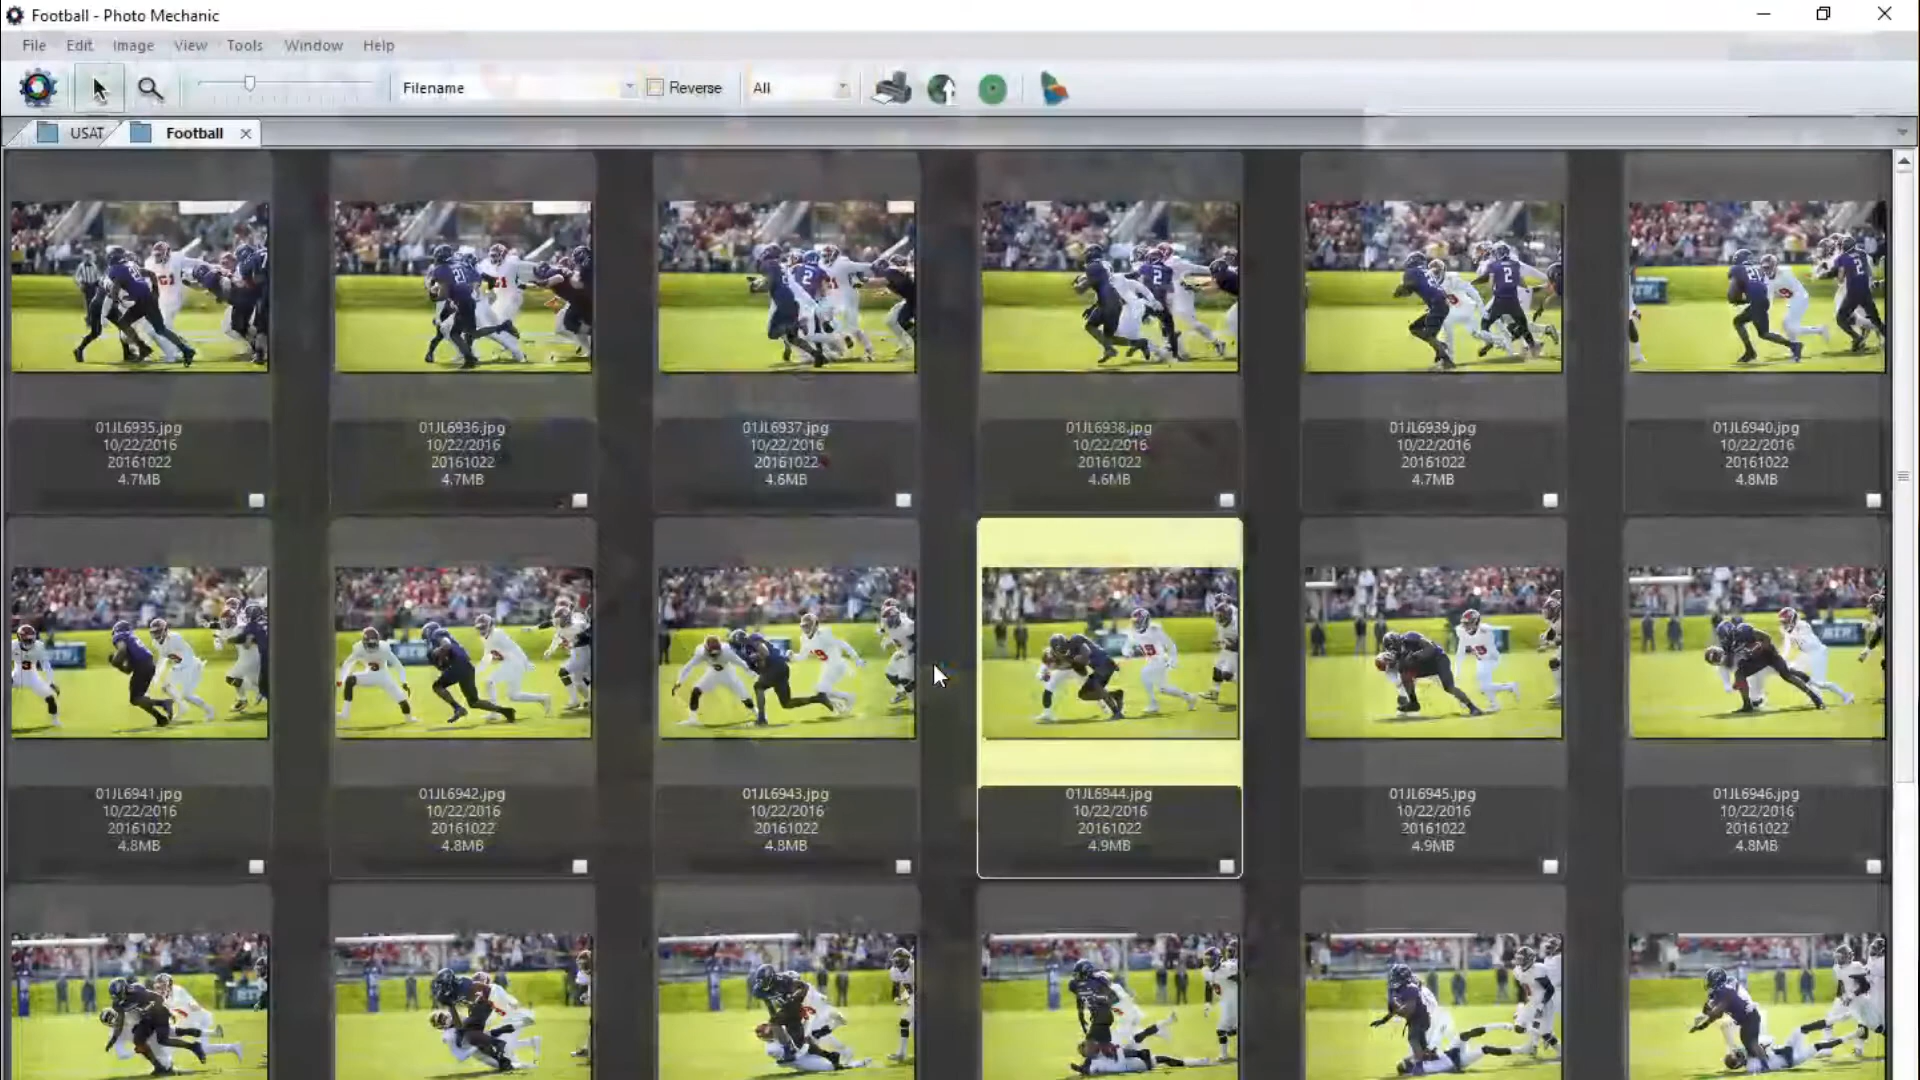 Football - Photo Mechanic
File Edit Image View Tools Window Help
Filename Reverse All
USAT Football
01JL6935.jpg 01JL6936.jpg 01JL6937.jpg 01JL6938.jpg 01JL6939.jpg 01JL6940.jpg
10/22/2016 10/22/2016 10/22/2016 10/22/2016 10/22/2016 10/22/2016
20161022 20161022 20161022 20161022 20161022 20161022
4.7MB 4.7MB 4.6MB 4.6MB 4.7MB 4.8MB
01JL6941.jpg 01JL6942.jpg 01JL6943.jpg 01JL6944.jpg 01JL6945.jpg 01JL6946.jpg
10/22/2016 10/22/2016 10/22/2016 10/22/2016 10/22/2016 10/22/2016
20161022 20161022 20161022 20161022 20161022 20161022
4.8MB 4.8MB 4.8MB 4.9MB 4.9MB 4.8MB